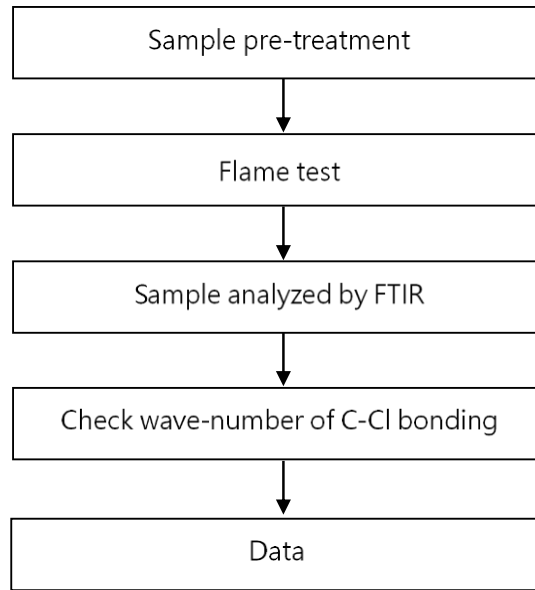 Sample pre-treatment
Flame test
Sample analyzed by FTIR
Check wave-number of C-Cl bonding
Data